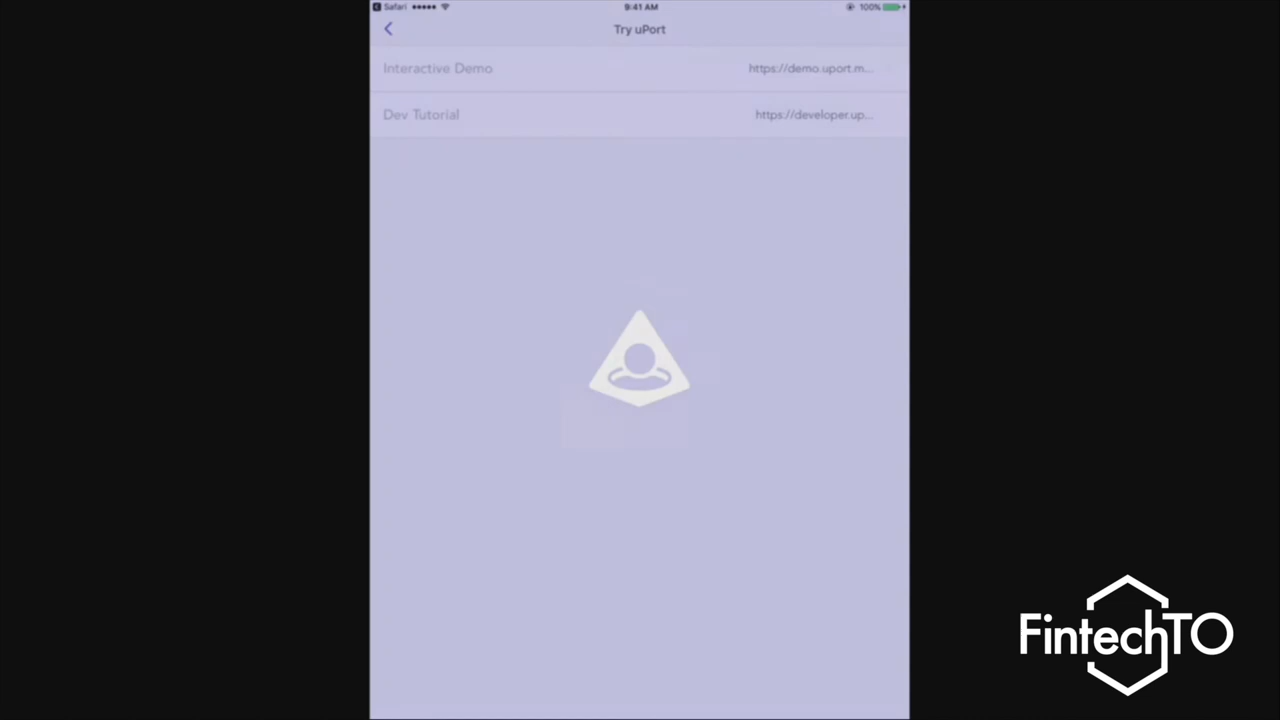 Safari 9:41 AM 100%
Try uPort
Interactive Demo https://demo.uport.m...
Dev Tutorial https://developer.up...
FintechTO